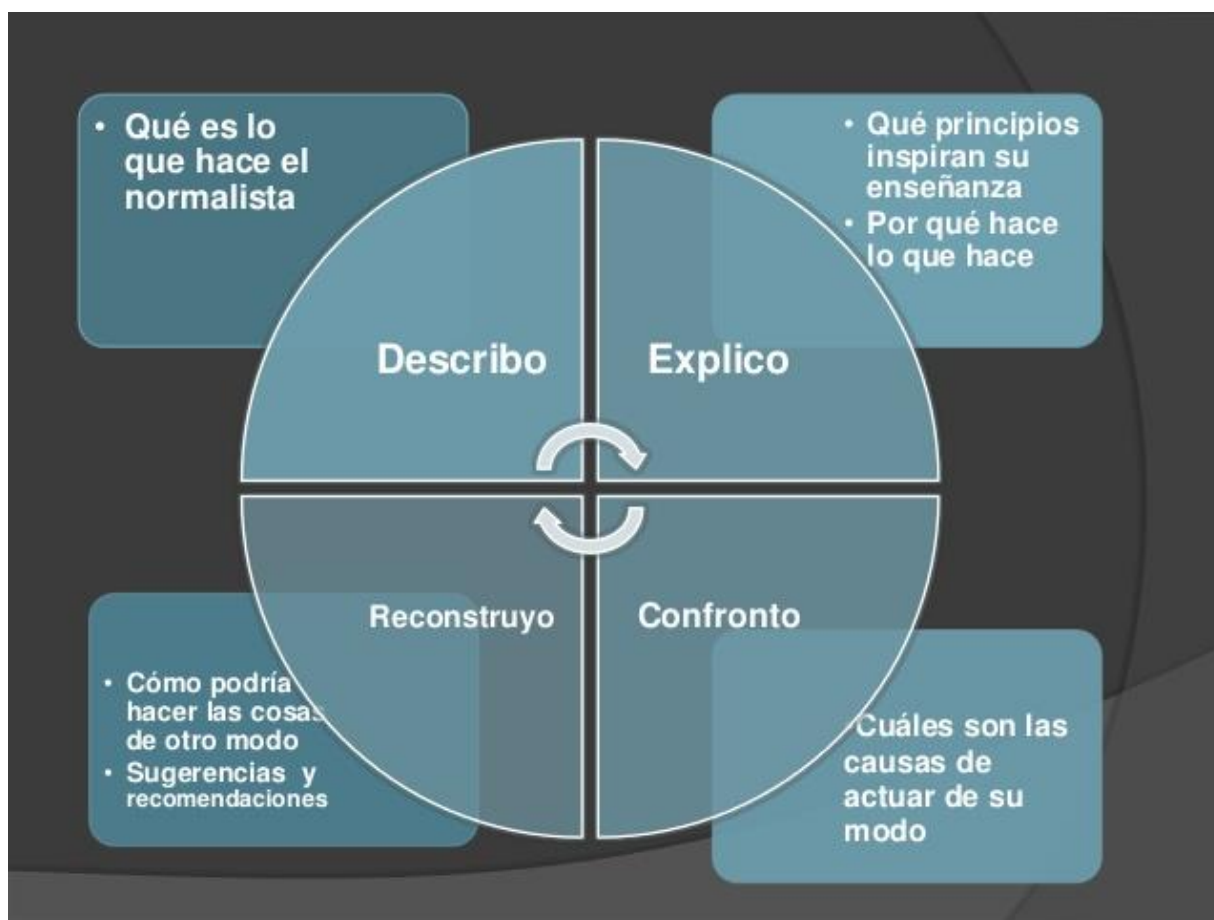 • Qué es lo
que hace el
normalista
• Qué principios
inspiran su
enseñanza
• Por qué hace
lo que hace
Describo
Explico
Reconstruyo
Confronto
• Cómo podría
hacer las cosas
de otro modo
• Sugerencias y
recomendaciones
•Cuáles son las
causas de
actuar de su
modo